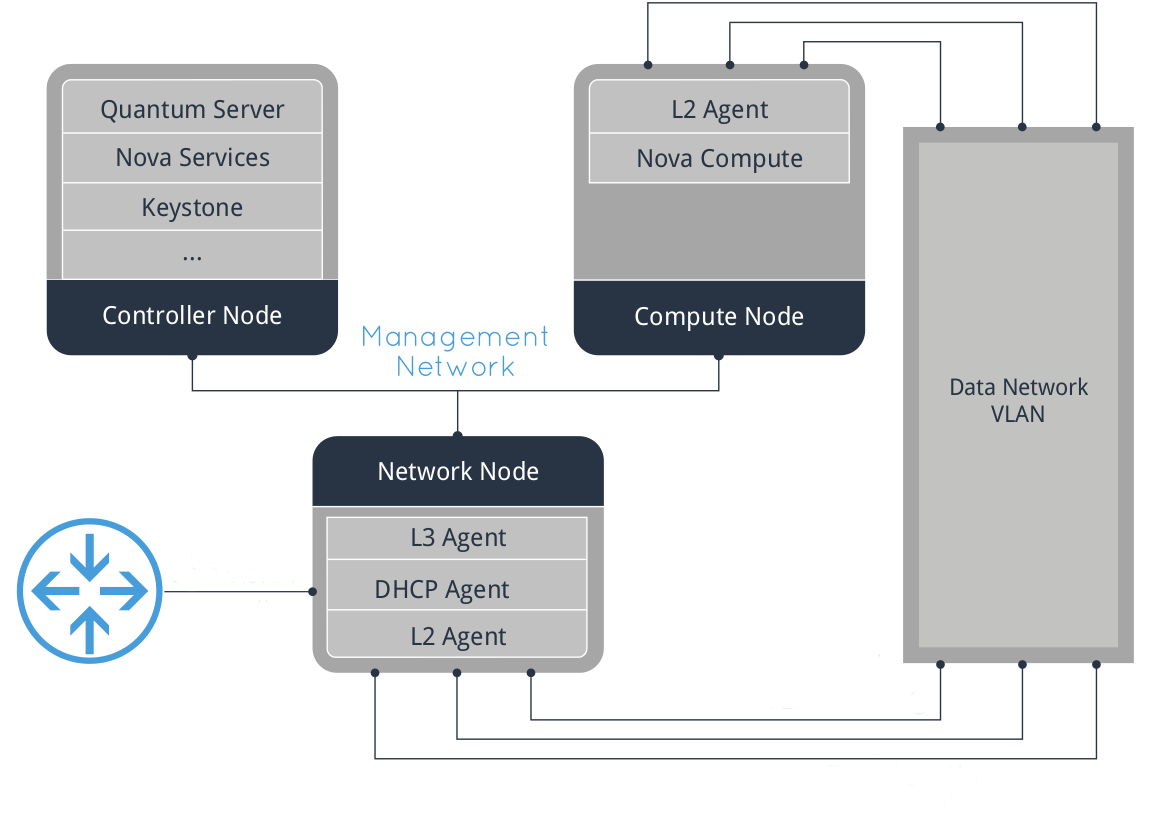 Quantum Server
Nova Services
Keystone
...
Controller Node
L2 Agent
Nova Compute
Compute Node
Management
Network
Data Network
VLAN
Network Node
L3 Agent
DHCP Agent
L2 Agent